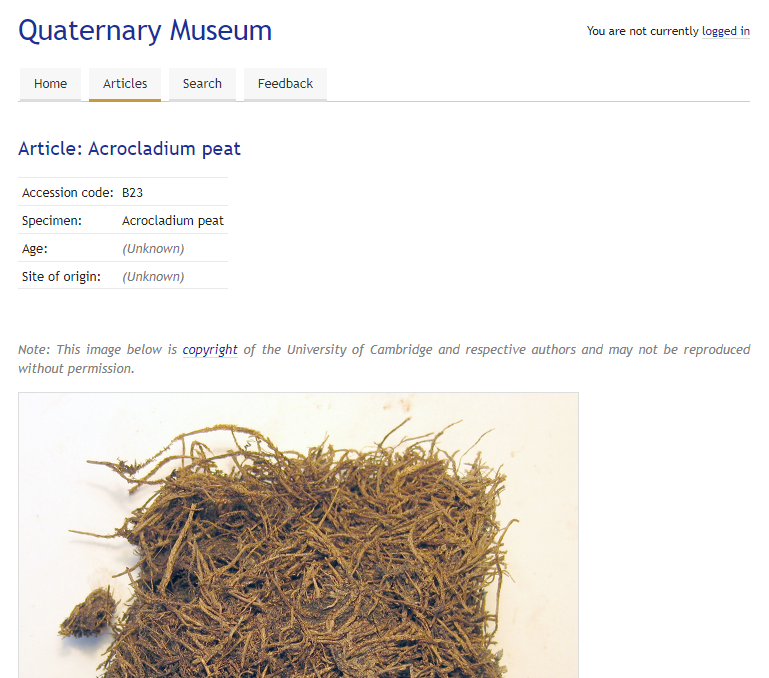 Quaternary Museum
You are not currently logged in
Home Articles Search Feedback
Article: Acrocladium peat
Accession code: B23
Specimen: Acrocladium peat
Age: (Unknown)
Site of origin: (Unknown)
Note: This image below is copyright of the University of Cambridge and respective authors and may not be reproduced
without permission.